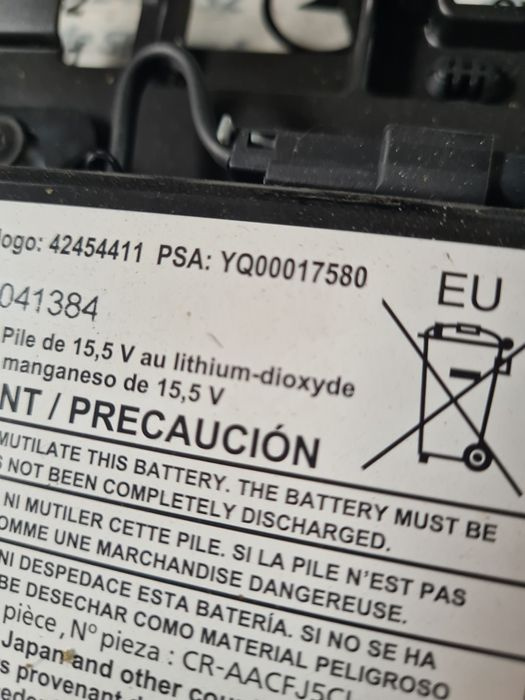 logo: 42454411 PSA: YQ00017580
EU
041384
Pile de 15,5 V au lithium-dioxyde
manganeso de 15,5 V
NT / PRECAUCIÓN
MUTILATE THIS BATTERY. THE BATTERY MUST BE
S NOT BEEN COMPLETELY DISCHARGED.
NI MUTILER CETTE PILE. SI LA PILE N'EST PAS
OMME UNE MARCHANDISE DANGEREUSE.
NI DESPEDACE ESTA BATERÍA. SI NO SE HA
BE DESECHAR COMO MATERIAL PELIGROSO
pièce, Nº pieza : CR-AACFJ5C
Japan and other cou
s provenant d